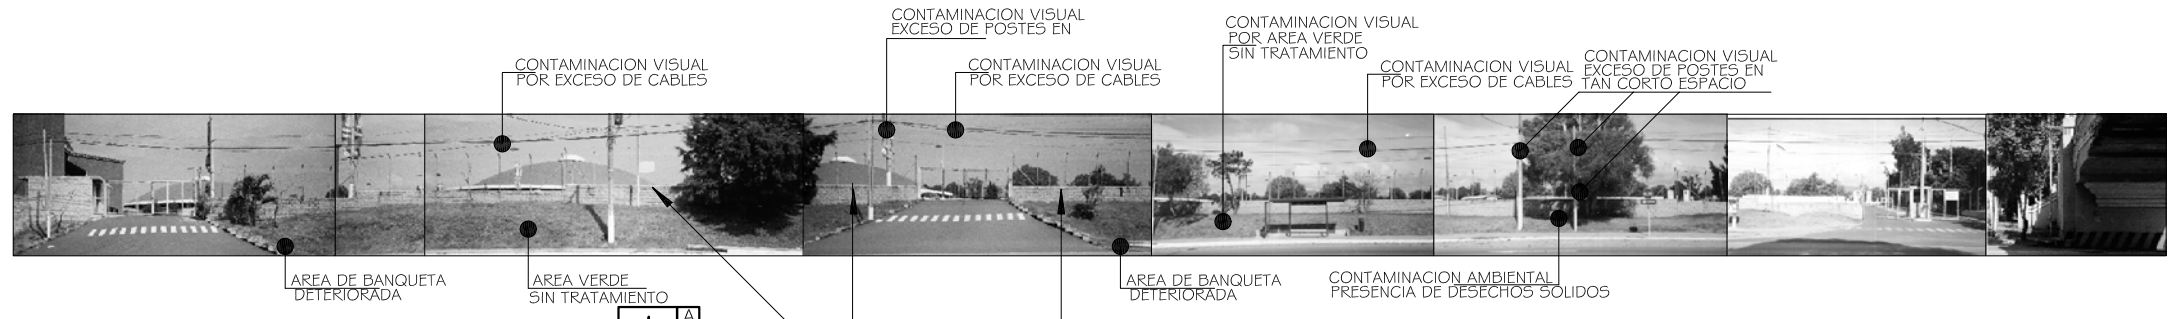 CONTAMINACION VISUAL
EXCESO DE POSTES EN
CONTAMINACION VISUAL
POR AREA VERDE
SIN TRATAMIENTO
CONTAMINACION VISUAL
POR EXCESO DE CABLES
CONTAMINACION VISUAL
POR EXCESO DE CABLES
CONTAMINACION VISUAL
POR EXCESO DE CABLES
CONTAMINACION VISUAL
EXCESO DE POSTES EN
TAN CORTO ESPACIO
AREA DE BANQUETA
DETERIORADA
AREA VERDE
SIN TRATAMIENTO
AREA DE BANQUETA
DETERIORADA
CONTAMINACION AMBIENTAL
PRESENCIA DE DESECHOS SOLIDOS
A